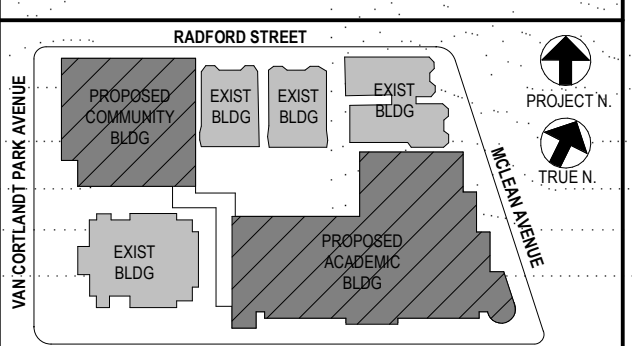 RADFORD STREET
VAN CORTLANDT PARK AVENUE
PROPOSED
COMMUNITY
BLDG
EXIST
BLDG
EXIST
BLDG
EXIST
BLDG
PROJECT N.
TRUE N.
MCLEAN AVENUE
EXIST
BLDG
PROPOSED
ACADEMIC
BLDG